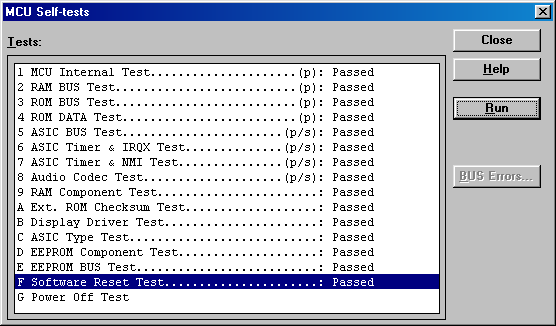 MCU Self-tests
Tests:
1 MCU Internal Test.....................(p): Passed
2 RAM BUS Test..........................(p): Passed
3 ROM BUS Test..........................(p): Passed
4 ROM DATA Test.........................(p): Passed
5 ASIC BUS Test.......................(p/s): Passed
6 ASIC Timer & IRQX Test..............(p/s): Passed
7 ASIC Timer & NMI Test...............(p/s): Passed
8 Audio Codec Test....................(p/s): Passed
9 RAM Component Test.......................: Passed
A Ext. ROM Checksum Test...................: Passed
B Display Driver Test......................: Passed
C ASIC Type Test...........................: Passed
D EEPROM Component Test....................: Passed
E EEPROM BUS Test..........................: Passed
F Software Reset Test......................: Passed
G Power Off Test
Close
Help
Run
BUS Errors...